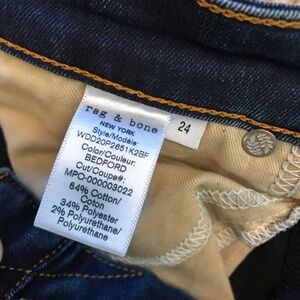 rag & bone
NEW YORK
Style/Modèle:
WDD20P2651K2BF
Color/Couleur:
BEDFORD
Cut/Coupe#:
MPO-000003022
64% Cotton/
Coton
34% Polyester
2% Polyurethane/
Polyuréthane
24